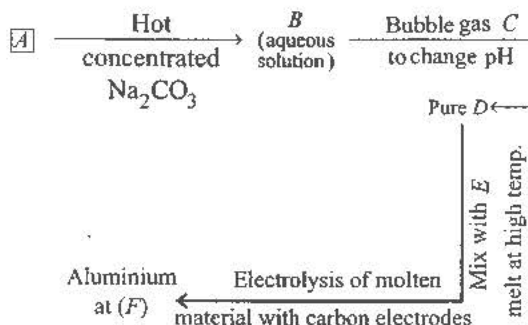 A Hot B Bubble gas C
concentrated (aqueous solution) to change pH
Na₂CO₃
Pure D
Mix with E
melt at high temp.
Aluminium at (F)
Electrolysis of molten
material with carbon electrodes